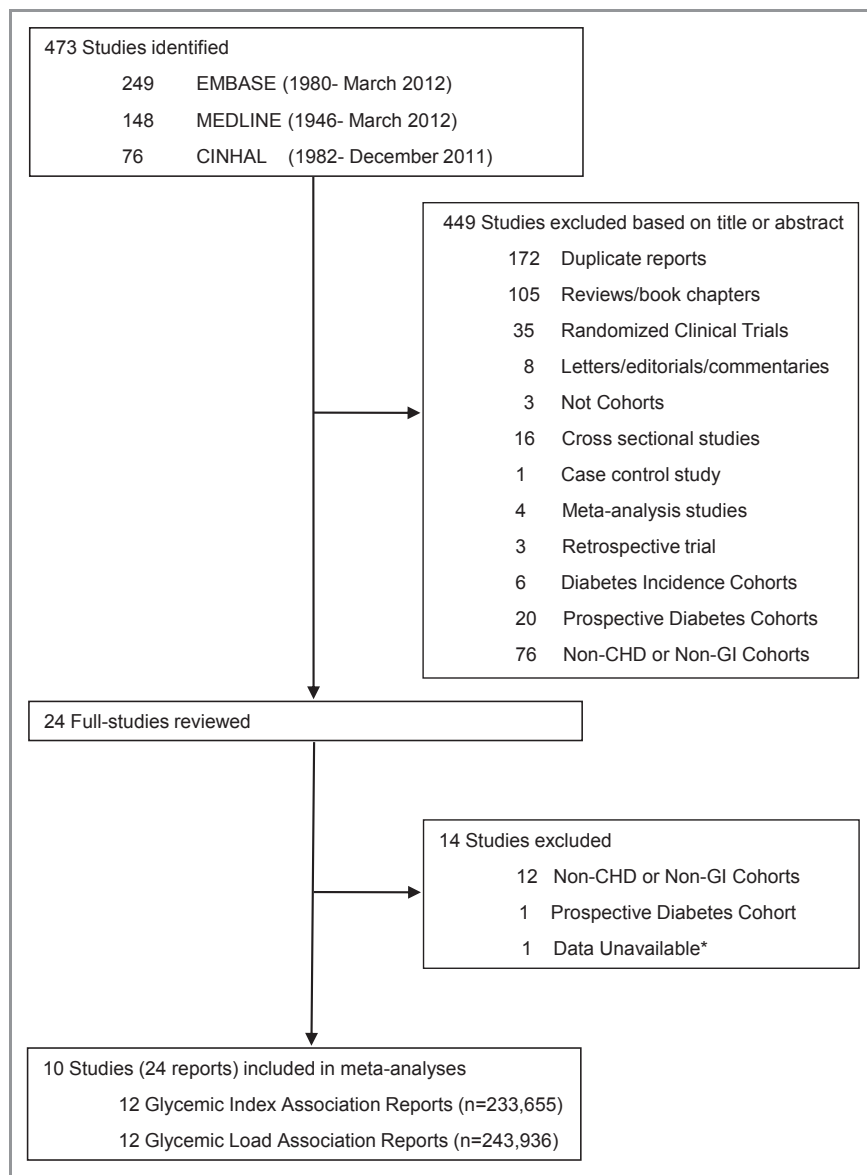 473 Studies identified
249 EMBASE (1980- March 2012)
148 MEDLINE (1946- March 2012)
76 CINHAL (1982- December 2011)
449 Studies excluded based on title or abstract
172 Duplicate reports
105 Reviews/book chapters
35 Randomized Clinical Trials
8 Letters/editorials/commentaries
3 Not Cohorts
16 Cross sectional studies
1 Case control study
4 Meta-analysis studies
3 Retrospective trial
6 Diabetes Incidence Cohorts
20 Prospective Diabetes Cohorts
76 Non-CHD or Non-GI Cohorts
24 Full-studies reviewed
14 Studies excluded
12 Non-CHD or Non-GI Cohorts
1 Prospective Diabetes Cohort
1 Data Unavailable*
10 Studies (24 reports) included in meta-analyses
12 Glycemic Index Association Reports (n=233,655)
12 Glycemic Load Association Reports (n=243,936)